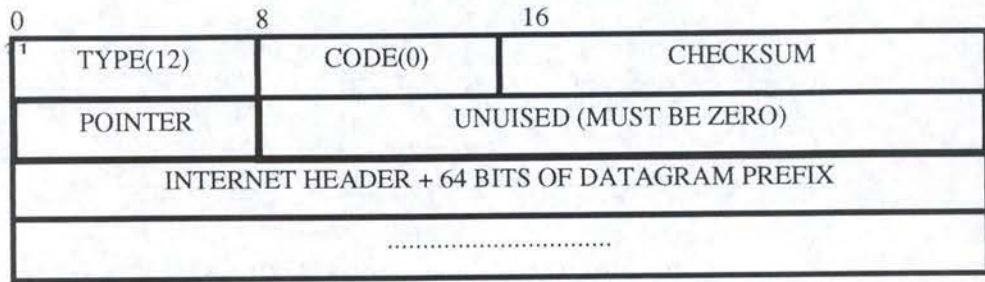 0 8 16
31
TYPE(12) CODE(0) CHECKSUM
POINTER UNUISED (MUST BE ZERO)
INTERNET HEADER + 64 BITS OF DATAGRAM PREFIX
................................